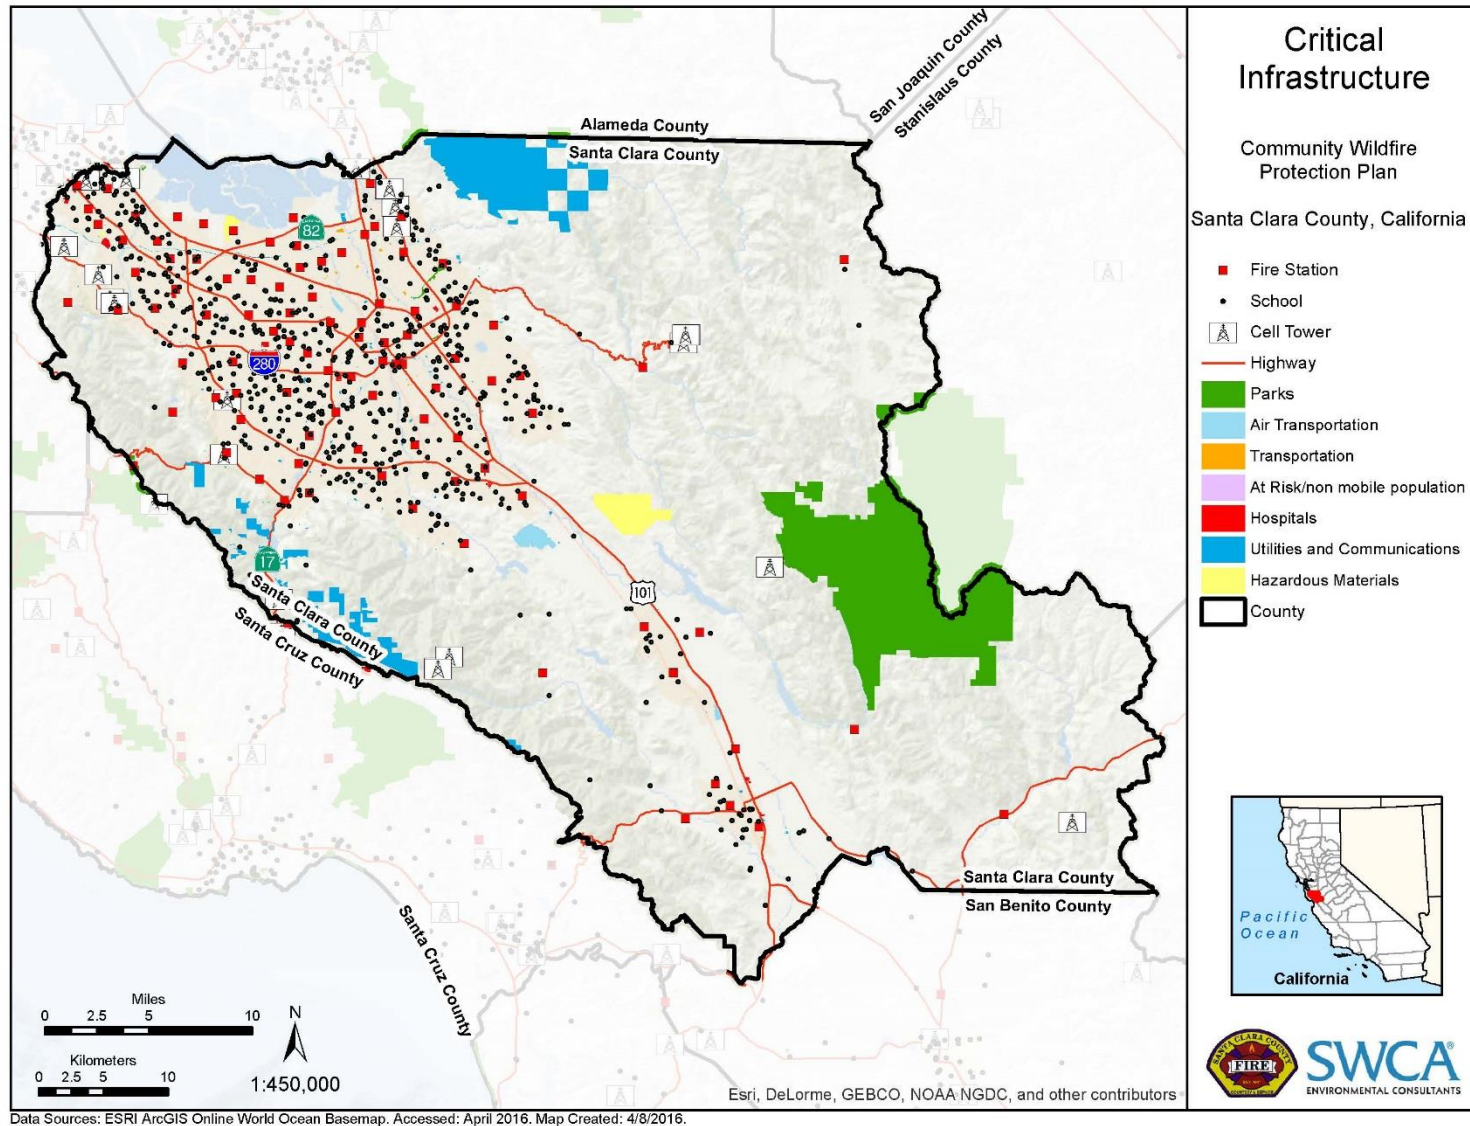 Critical
Infrastructure
Community Wildfire
Protection Plan
Santa Clara County, California
Fire Station
School
Cell Tower
Highway
Parks
Air Transportation
Transportation
At Risk/non mobile population
Hospitals
Utilities and Communications
Hazardous Materials
County
San Joaquin County
Stanislaus County
Alameda County
Santa Clara County
82
280
17
101
Santa Clara County
Santa Cruz County
Santa Clara County
San Benito County
Santa Cruz County
Pacific
Ocean
California
Miles
0 2.5 5 10
Kilometers
0 2.5 5 10
N
1:450,000
Esri, DeLorme, GEBCO, NOAA NGDC, and other contributors
SANTA CLARA COUNTY
FIRE
SWCA®
ENVIRONMENTAL CONSULTANTS
Data Sources: ESRI ArcGIS Online World Ocean Basemap. Accessed: April 2016. Map Created: 4/8/2016.